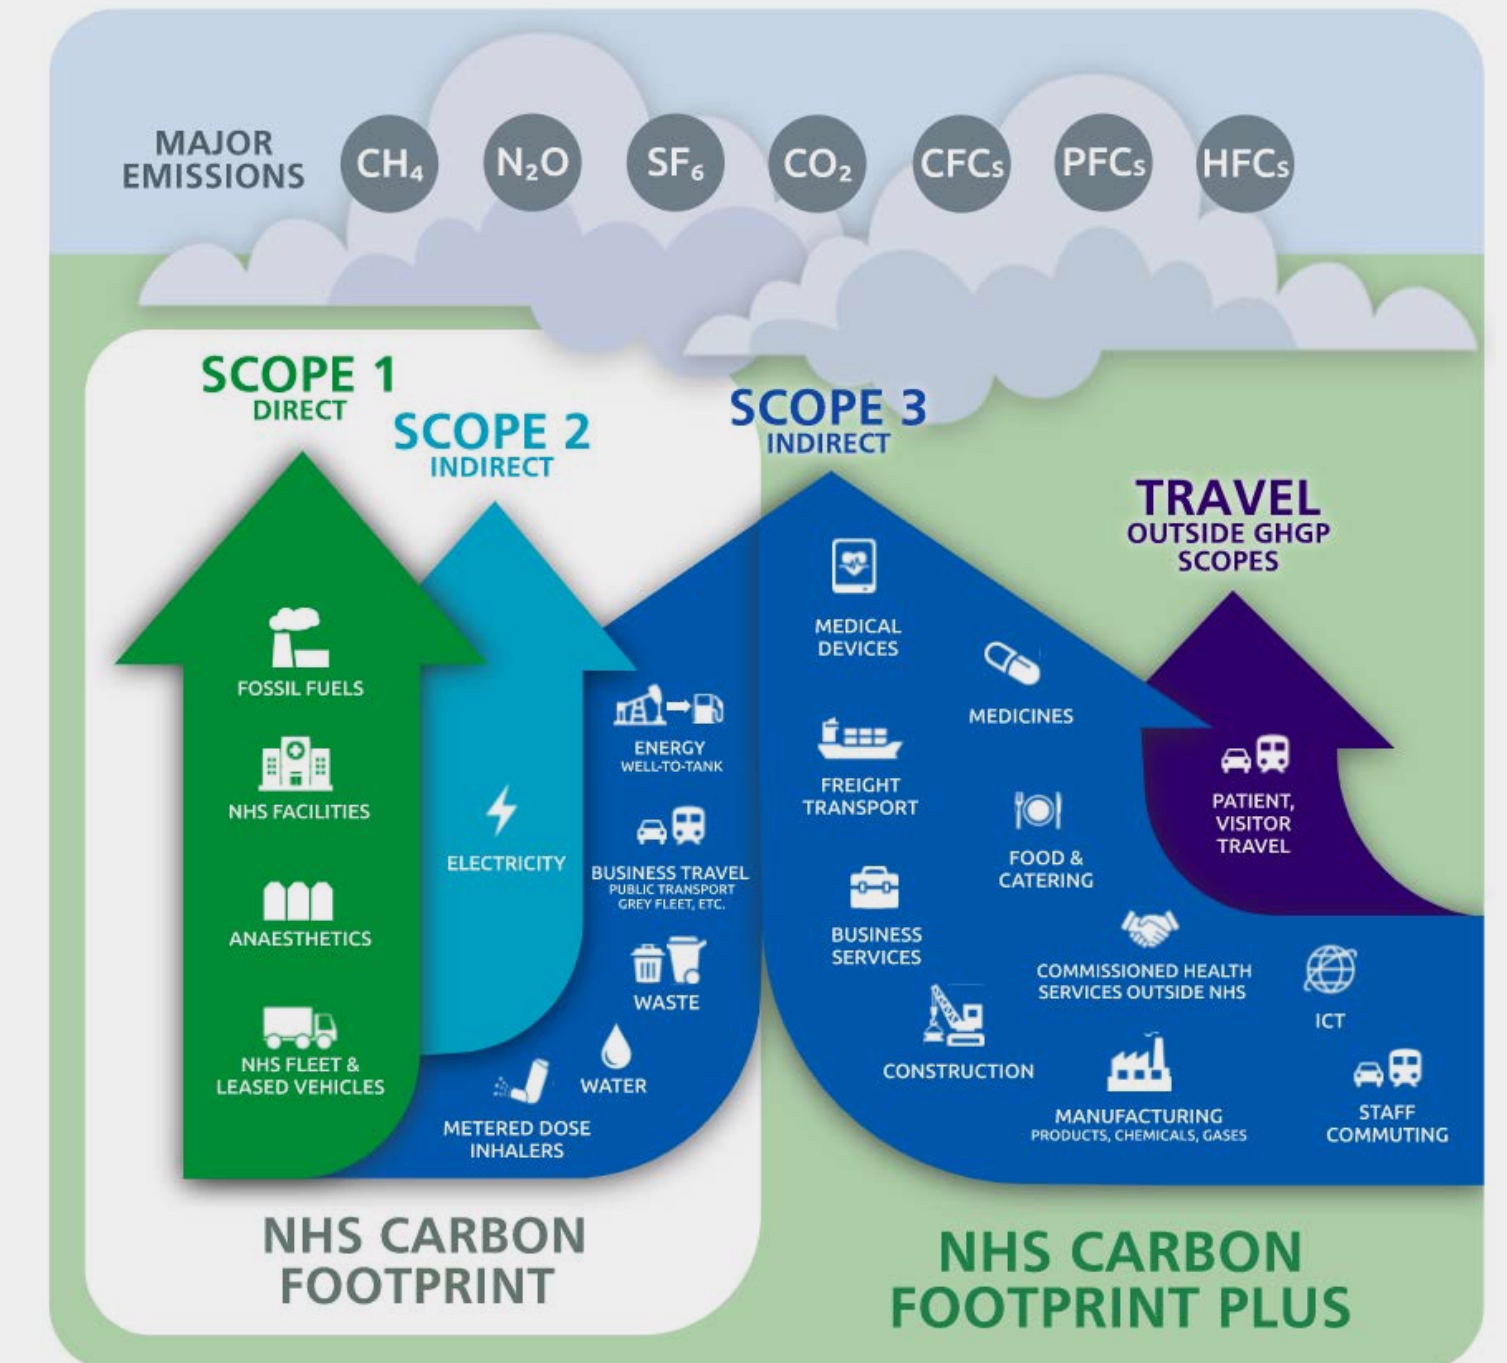 MAJOR
EMISSIONS
CH₄
N₂O
SF₆
CO₂
CFCs
PFCs
HFCs
SCOPE 1
DIRECT
SCOPE 2
INDIRECT
SCOPE 3
INDIRECT
TRAVEL
OUTSIDE GHGP
SCOPES
FOSSIL FUELS
NHS FACILITIES
ANAESTHETICS
NHS FLEET &
LEASED VEHICLES
ELECTRICITY
ENERGY
WELL-TO-TANK
BUSINESS TRAVEL
PUBLIC TRANSPORT
GREY FLEET, ETC.
WASTE
WATER
METERED DOSE
INHALERS
MEDICAL
DEVICES
MEDICINES
FREIGHT
TRANSPORT
FOOD &
CATERING
BUSINESS
SERVICES
COMMISSIONED HEALTH
SERVICES OUTSIDE NHS
CONSTRUCTION
MANUFACTURING
PRODUCTS, CHEMICALS, GASES
ICT
STAFF
COMMUTING
PATIENT,
VISITOR
TRAVEL
NHS CARBON
FOOTPRINT
NHS CARBON
FOOTPRINT PLUS